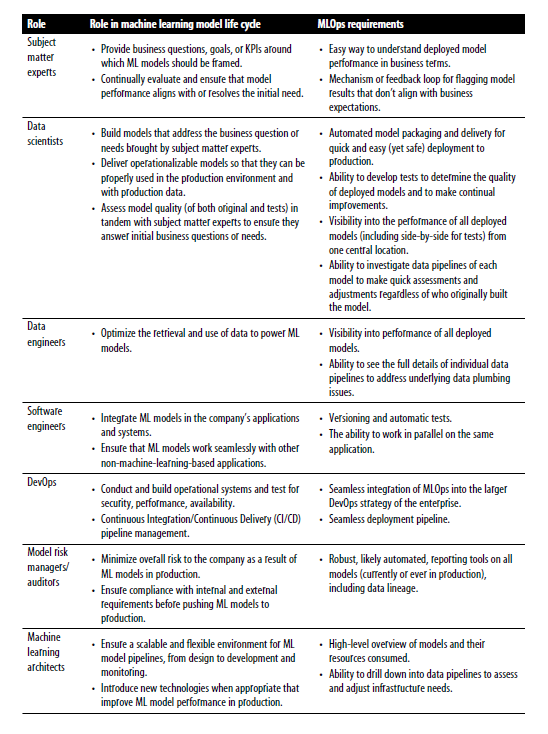 Role Role in machine learning model life cycle MLOps requirements
Subject
matter
experts
• Provide business questions, goals, or KPIs around
which ML models should be framed.
• Continually evaluate and ensure that model
performance aligns with or resolves the initial need.
• Easy way to understand deployed model
performance in business terms.
• Mechanism or feedback loop for flagging model
results that don't align with business
expectations.
Data
scientists
• Build models that address the business question or
needs brought by subject matter experts.
• Deliver operationalizable models so that they can be
properly used in the production environment and
with production data.
• Assess model quality (of both original and tests) in
tandem with subject matter experts to ensure they
answer initial business questions or needs.
• Automated model packaging and delivery for
quick and easy (yet safe) deployment to
production.
• Ability to develop tests to determine the quality
of deployed models and to make continual
improvements.
• Visibility into the performance of all deployed
models (including side-by-side for tests) from
one central location.
• Ability to investigate data pipelines of each
model to make quick assessments and
adjustments regardless of who originally built
the model.
Data
engineers
• Optimize the retrieval and use of data to power ML
models.
• Visibility into performance of all deployed
models.
• Ability to see the full details of individual data
pipelines to address underlying data plumbing
issues.
Software
engineers
• Integrate ML models in the company's applications
and systems.
• Ensure that ML models work seamlessly with other
non-machine-learning-based applications.
• Versioning and automatic tests.
• The ability to work in parallel on the same
application.
DevOps
• Conduct and build operational systems and test for
security, performance, availability.
• Continuous Integration/Continuous Delivery (CI/CD)
pipeline management.
• Seamless integration of MLOps into the larger
DevOps strategy of the enterprise.
• Seamless deployment pipeline.
Model risk
managers/
auditors
• Minimize overall risk to the company as a result of
ML models in production.
• Ensure compliance with internal and external
requirements before pushing ML models to
production.
• Robust, likely automated, reporting tools on all
models (currently or ever in production),
including data lineage.
Machine
learning
architects
• Ensure a scalable and flexible environment for ML
model pipelines, from design to development and
monitoring.
• Introduce new technologies when appropriate that
improve ML model performance in production.
• High-level overview of models and their
resources consumed.
• Ability to drill down into data pipelines to assess
and adjust infrastructure needs.